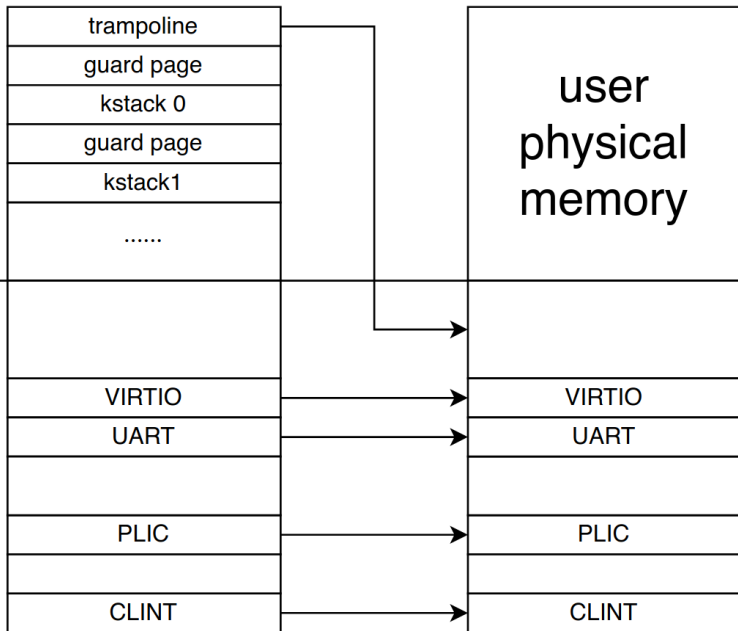 trampoline
guard page
kstack 0
guard page
kstack1
......
VIRTIO
UART
PLIC
CLINT
user
physical
memory
VIRTIO
UART
PLIC
CLINT